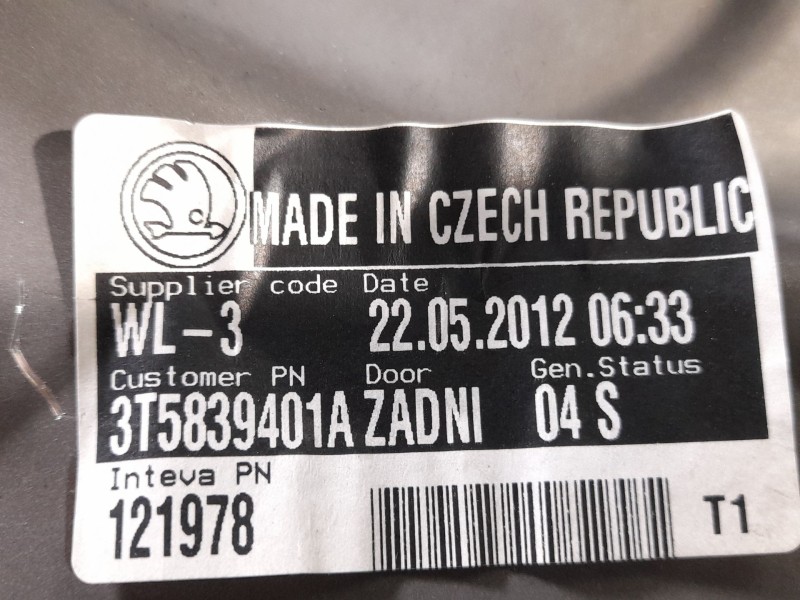 MADE IN CZECH REPUBLIC
Supplier code Date
WL-3 22.05.2012 06:33
Customer PN Door Gen.Status
3T5839401A ZADNI 04 S
Inteva PN
121978 T1